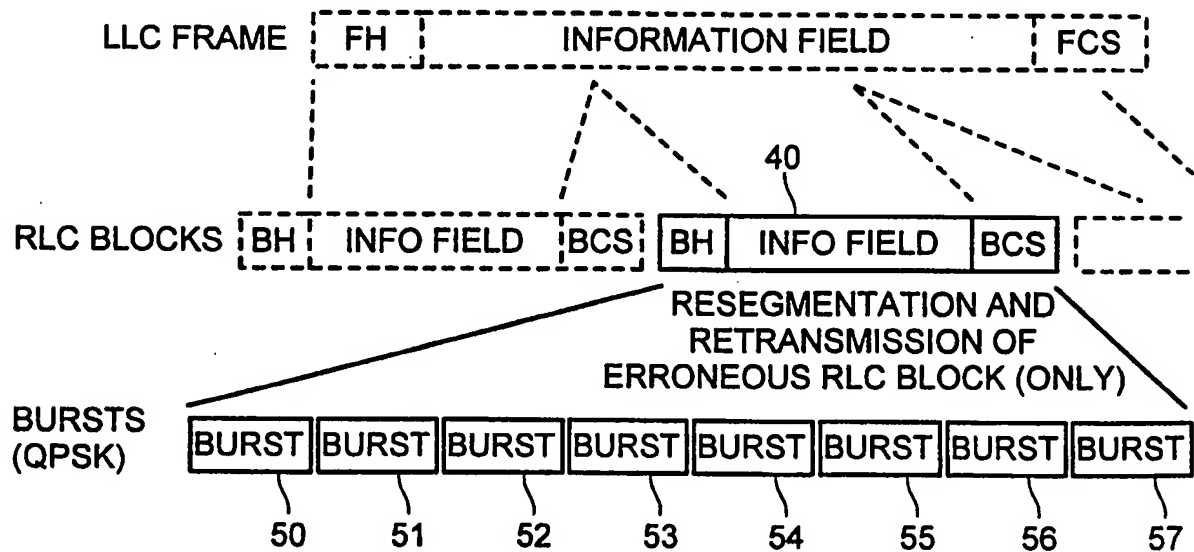 LLC FRAME FH INFORMATION FIELD FCS
40
RLC BLOCKS BH INFO FIELD BCS BH INFO FIELD BCS
RESEGMENTATION AND
RETRANSMISSION OF
ERRONEOUS RLC BLOCK (ONLY)
BURSTS
(QPSK)
BURST BURST BURST BURST BURST BURST BURST BURST
50 51 52 53 54 55 56 57